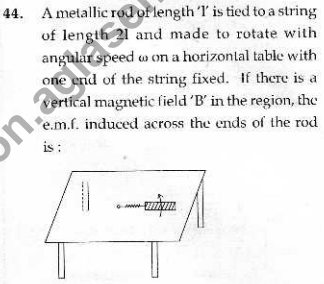 44. A metallic rod of length 'l' is tied to a string
of length 2l and made to rotate with
angular speed ω on a horizontal table with
one end of the string fixed. If there is a
vertical magnetic field 'B' in the region, the
e.m.f. induced across the ends of the rod
is :